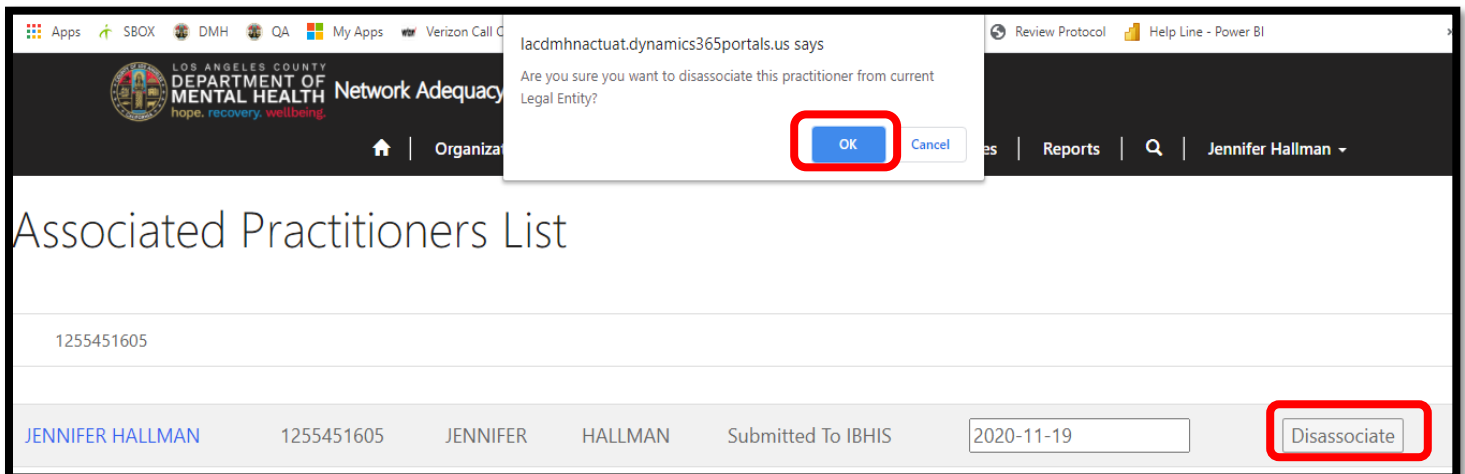 Apps SBOX DMH QA My Apps Verizon Call C
Review Protocol Help Line - Power BI
lacdmhnactuat.dynamics365portals.us says
Are you sure you want to disassociate this practitioner from current
Legal Entity?
OK Cancel
LOS ANGELES COUNTY
DEPARTMENT OF
MENTAL HEALTH
hope. recovery. wellbeing.
Network Adequacy
Organizat es Reports Jennifer Hallman
Associated Practitioners List
1255451605
JENNIFER HALLMAN 1255451605 JENNIFER HALLMAN Submitted To IBHIS 2020-11-19 Disassociate